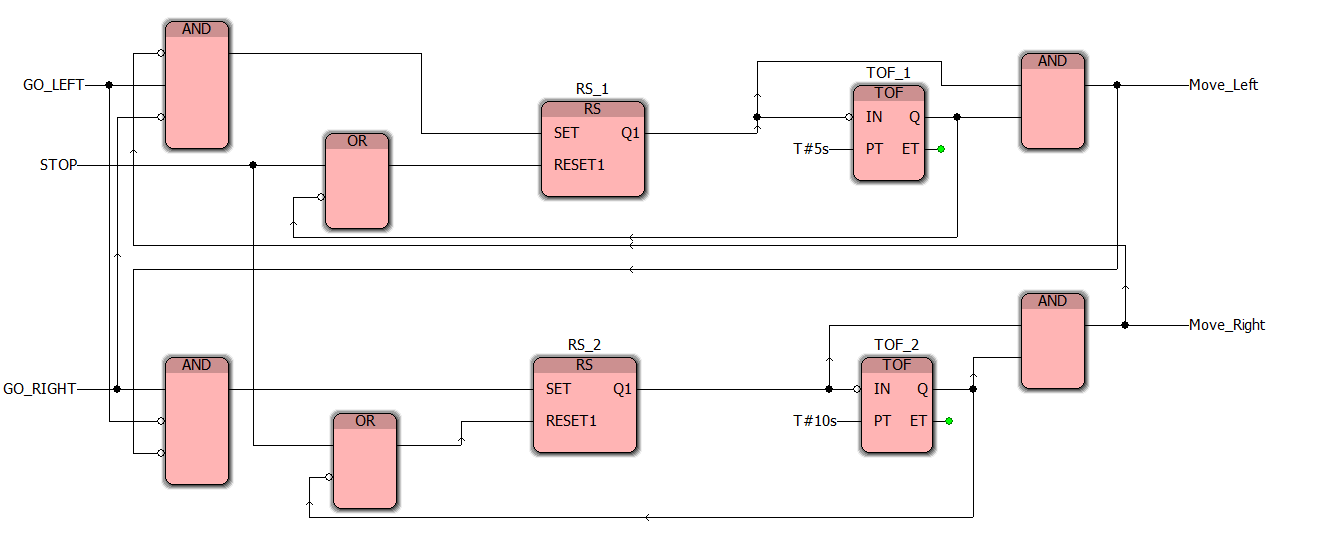 AND
GO_LEFT
STOP
OR
RS_1
RS
SET Q1
RESET1
TOF_1
TOF
IN Q
T#5s PT ET
AND
Move_Left
AND
GO_RIGHT
OR
RS_2
RS
SET Q1
RESET1
TOF_2
TOF
IN Q
T#10s PT ET
AND
Move_Right